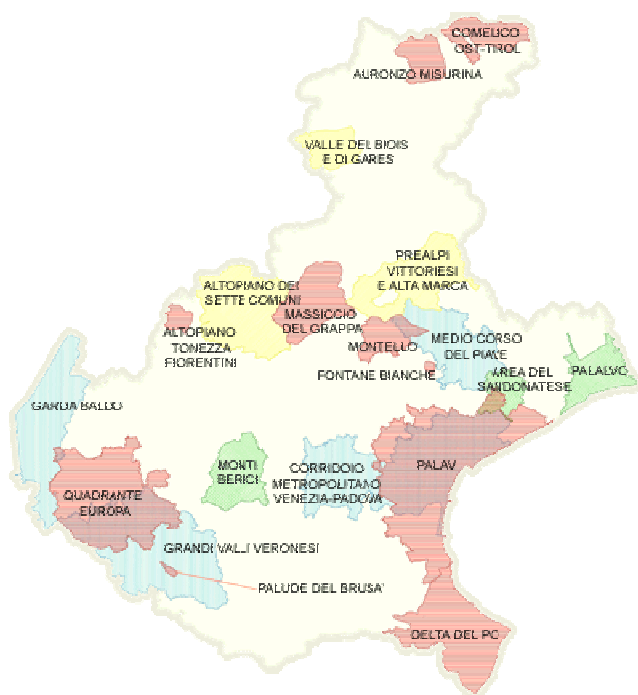 COMELICO
OST-TIROL
AURONZO MISURINA
VALLE DEL BIOIS
E DI GARES
PREALPI
VITTORIESI
E ALTA MARCA
ALTOPIANO DEI
SETTE COMUNI
MASSICCIO
DEL GRAPPA
ALTOPIANO
TONEZZA
FIORENTINI
MONTELLO
MEDIO CORSO
DEL PIAVE
FONTANE BIANCHE
AREA DEL
SANDONATESE
PALALVO
GARDA BALDO
MONTI
BERICI
CORRIDOIO
METROPOLITANO
VENEZIA-PADOVA
PALAV
QUADRANTE
EUROPA
GRANDI VALLI VERONESI
PALUDE DEL BRUSA'
DELTA DEL PO